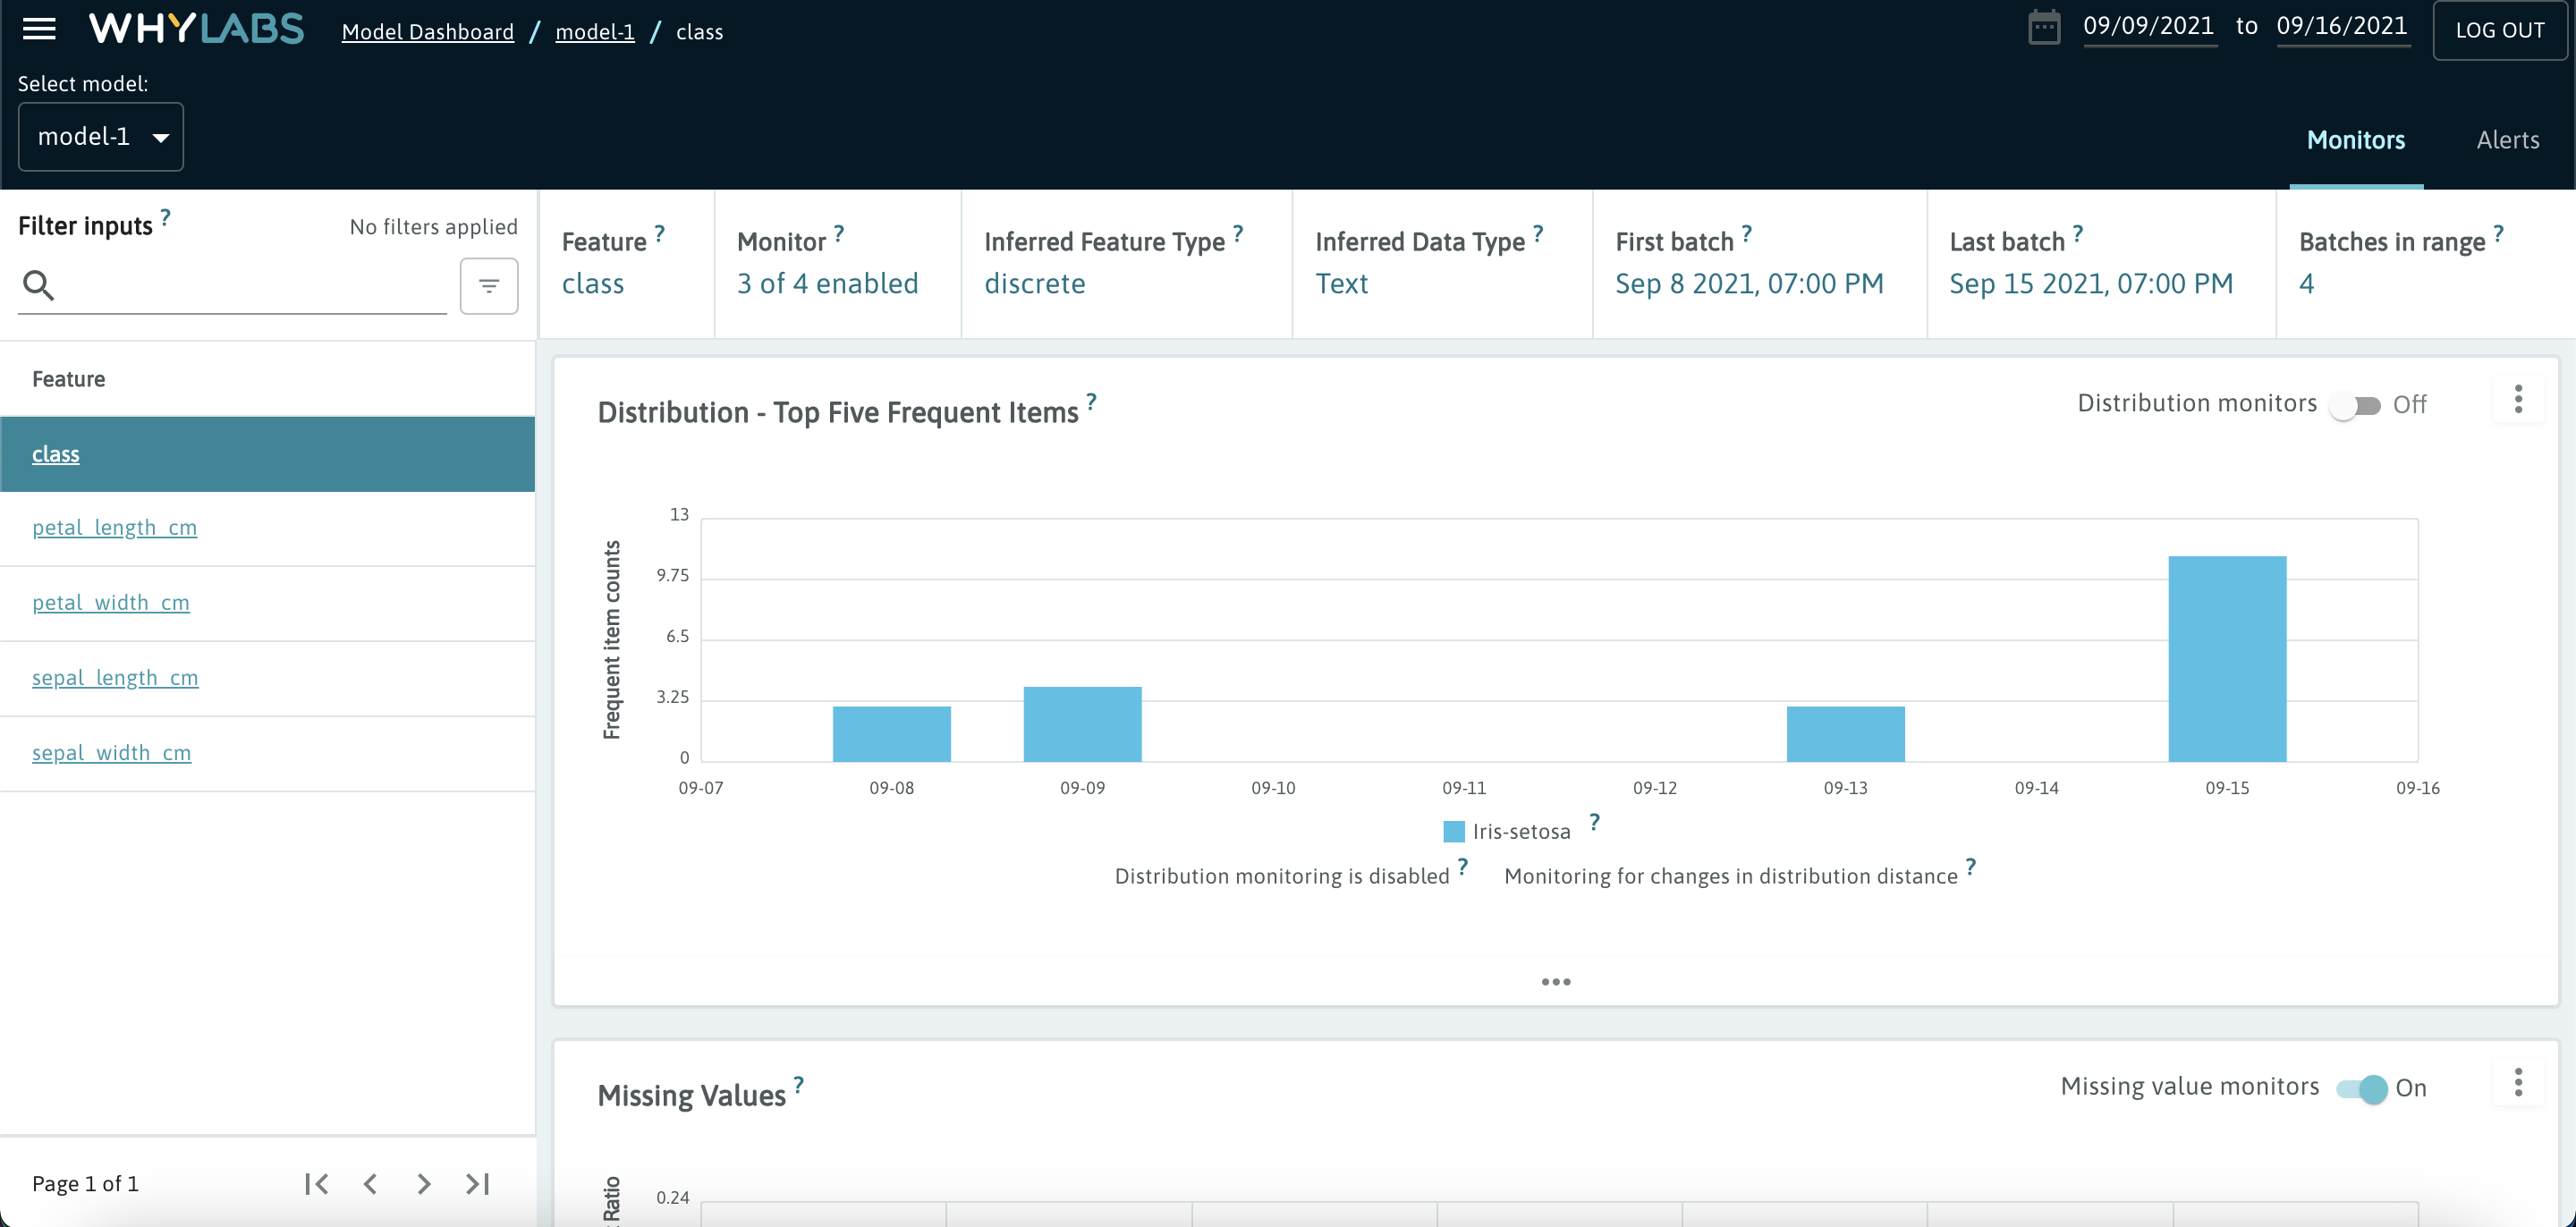 WHYLABS Model Dashboard / model-1 / class 09/09/2021 to 09/16/2021 LOG OUT
Select model:
model-1
Monitors Alerts
Filter inputs ? No filters applied
Feature ? Monitor ? Inferred Feature Type ? Inferred Data Type ? First batch ? Last batch ? Batches in range ?
class 3 of 4 enabled discrete Text Sep 8 2021, 07:00 PM Sep 15 2021, 07:00 PM 4
Feature
class
petal_length_cm
petal_width_cm
sepal_length_cm
sepal_width_cm
Page 1 of 1
Distribution - Top Five Frequent Items ? Distribution monitors Off
Frequent item counts
13
9.75
6.5
3.25
0
09-07 09-08 09-09 09-10 09-11 09-12 09-13 09-14 09-15 09-16
Iris-setosa ?
Distribution monitoring is disabled ? Monitoring for changes in distribution distance ?
Missing Values ? Missing value monitors On
0.24
Ratio